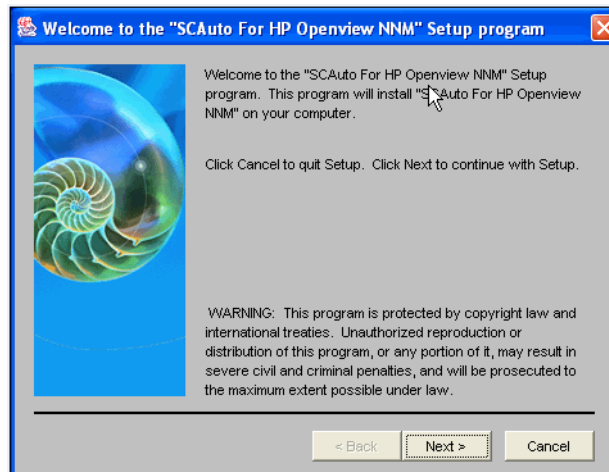 Welcome to the "SCAuto For HP Openview NNM" Setup program
Welcome to the "SCAuto For HP Openview NNM" Setup
program. This program will install "SCAuto For HP Openview
NNM" on your computer.
Click Cancel to quit Setup. Click Next to continue with Setup.
WARNING: This program is protected by copyright law and
international treaties. Unauthorized reproduction or
distribution of this program, or any portion of it, may result in
severe civil and criminal penalties, and will be prosecuted to
the maximum extent possible under law.
< Back Next > Cancel